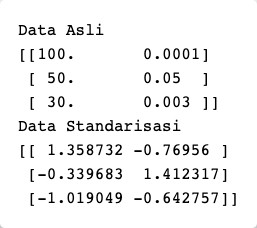 Data Asli
[[100.       0.0001]
 [ 50.       0.05  ]
 [ 30.       0.003 ]]
Data Standarisasi
[[ 1.358732 -0.76956 ]
 [-0.339683  1.412317]
 [-1.019049 -0.642757]]